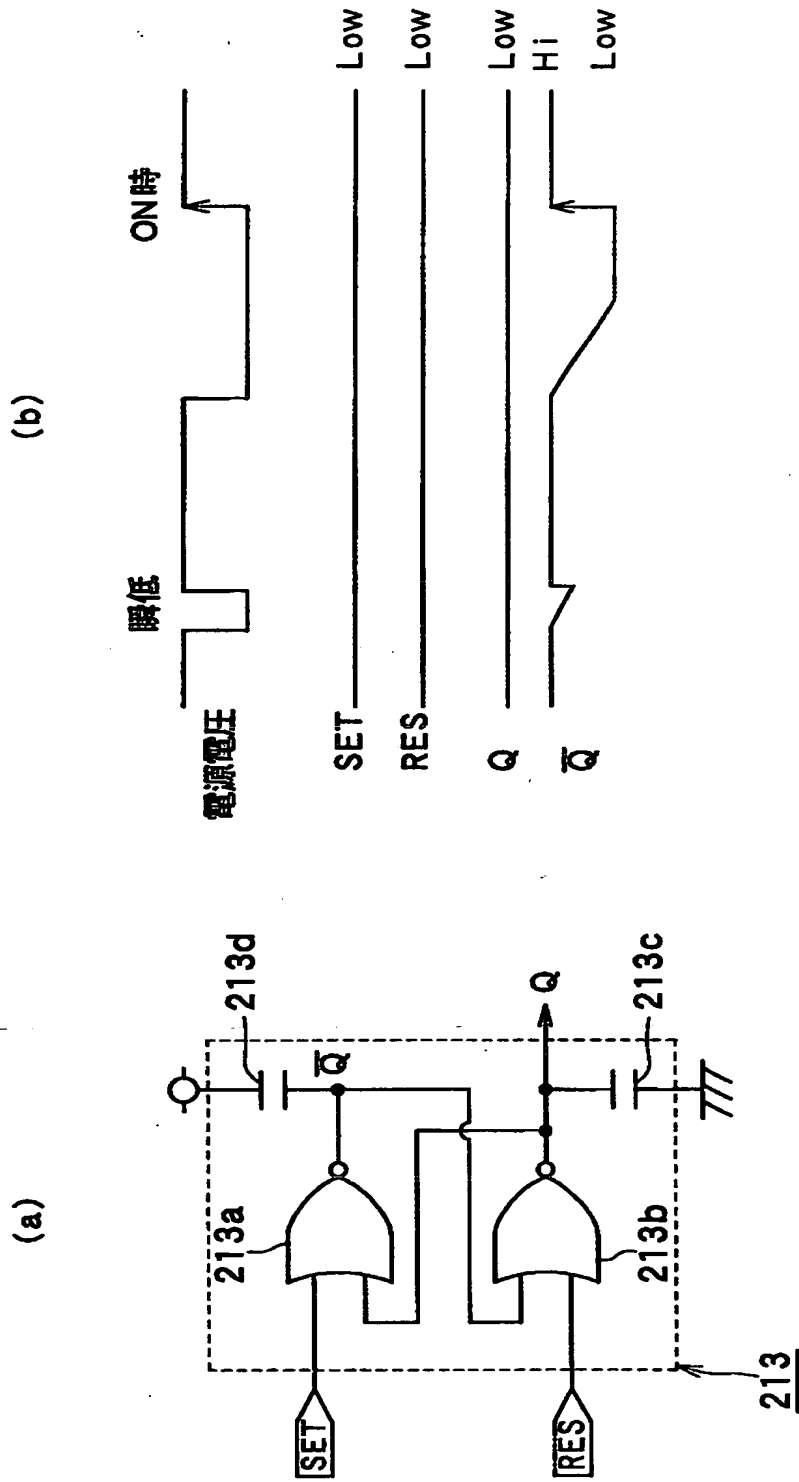 (a)
213d
213a
Q̅
SET
Q
213b
213c
RES
213
(b)
瞬低
ON時
電源電圧
SET
Low
RES
Low
Q
Low
Q̅
Hi
Low